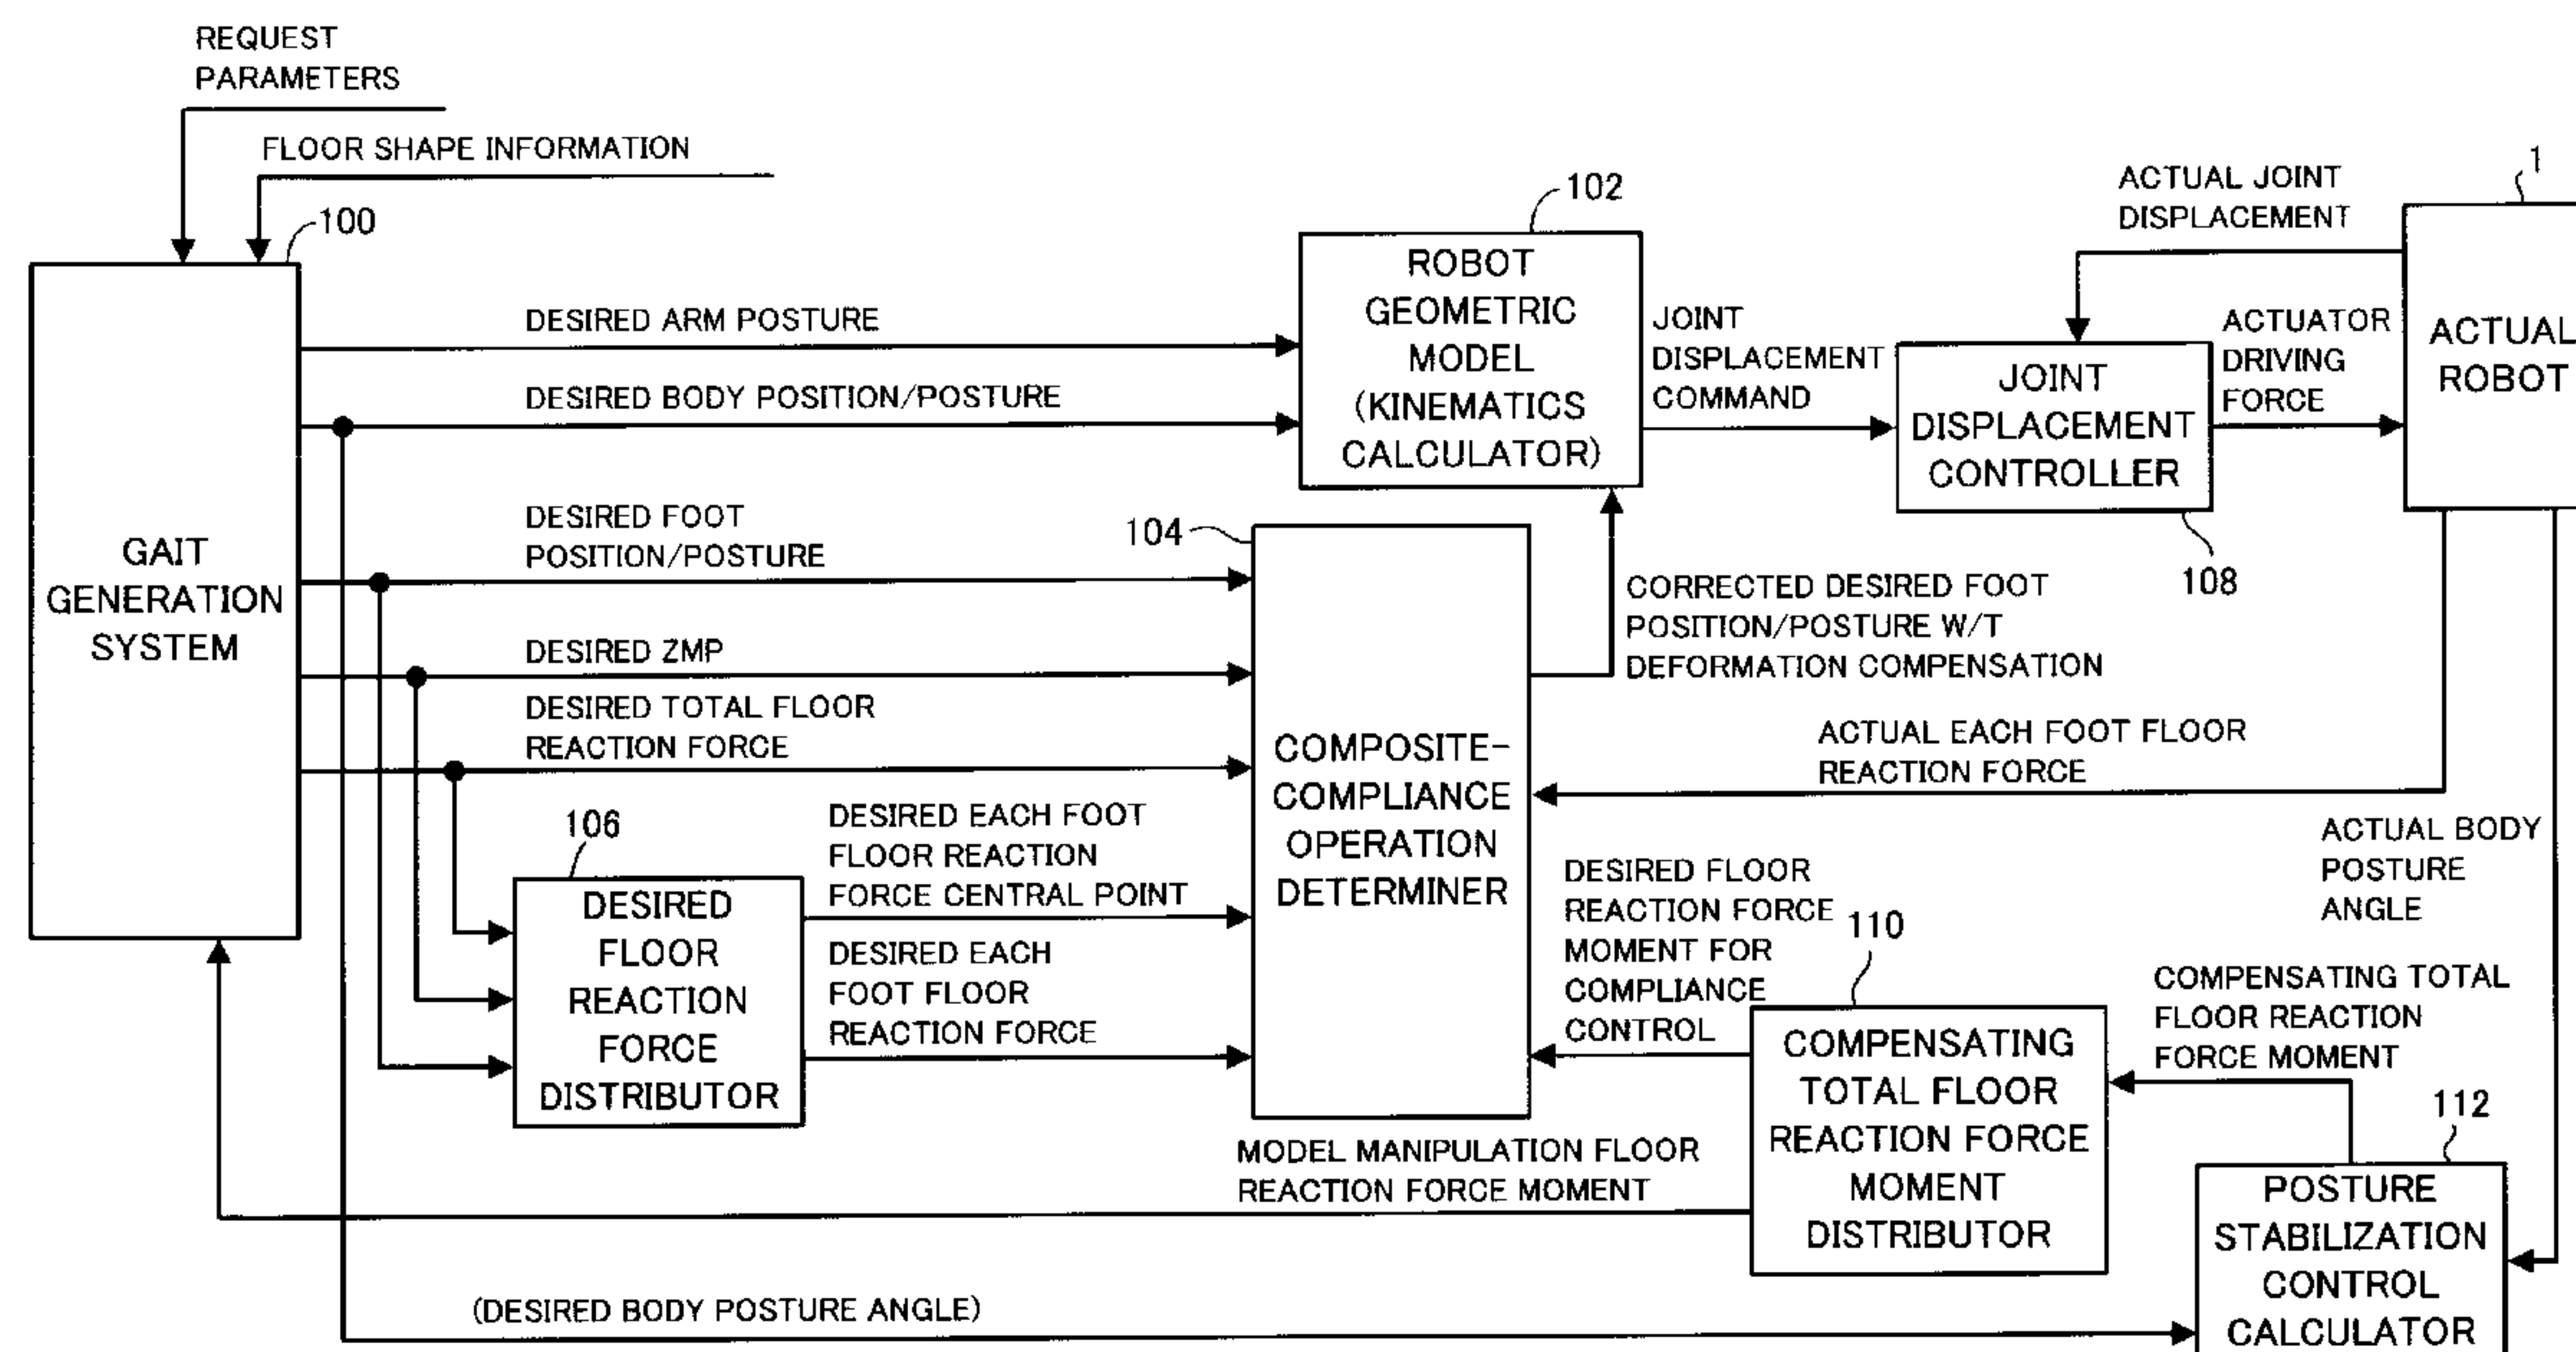 REQUEST
PARAMETERS
FLOOR SHAPE INFORMATION
100
GAIT
GENERATION
SYSTEM
DESIRED ARM POSTURE
DESIRED BODY POSITION/POSTURE
DESIRED FOOT
POSITION/POSTURE
DESIRED ZMP
DESIRED TOTAL FLOOR
REACTION FORCE
102
ROBOT
GEOMETRIC
MODEL
(KINEMATICS
CALCULATOR)
JOINT
DISPLACEMENT
COMMAND
ACTUAL JOINT
DISPLACEMENT
JOINT
DISPLACEMENT
CONTROLLER
108
ACTUATOR
DRIVING
FORCE
1
ACTUAL
ROBOT
104
COMPOSITE-
COMPLIANCE
OPERATION
DETERMINER
CORRECTED DESIRED FOOT
POSITION/POSTURE W/T
DEFORMATION COMPENSATION
ACTUAL EACH FOOT FLOOR
REACTION FORCE
106
DESIRED
FLOOR
REACTION
FORCE
DISTRIBUTOR
DESIRED EACH FOOT
FLOOR REACTION
FORCE CENTRAL POINT
DESIRED EACH
FOOT FLOOR
REACTION FORCE
DESIRED FLOOR
REACTION FORCE
MOMENT FOR
COMPLIANCE
CONTROL
110
COMPENSATING
TOTAL FLOOR
REACTION FORCE
MOMENT
DISTRIBUTOR
ACTUAL BODY
POSTURE
ANGLE
COMPENSATING TOTAL
FLOOR REACTION
FORCE MOMENT
112
POSTURE
STABILIZATION
CONTROL
CALCULATOR
MODEL MANIPULATION FLOOR
REACTION FORCE MOMENT
(DESIRED BODY POSTURE ANGLE)